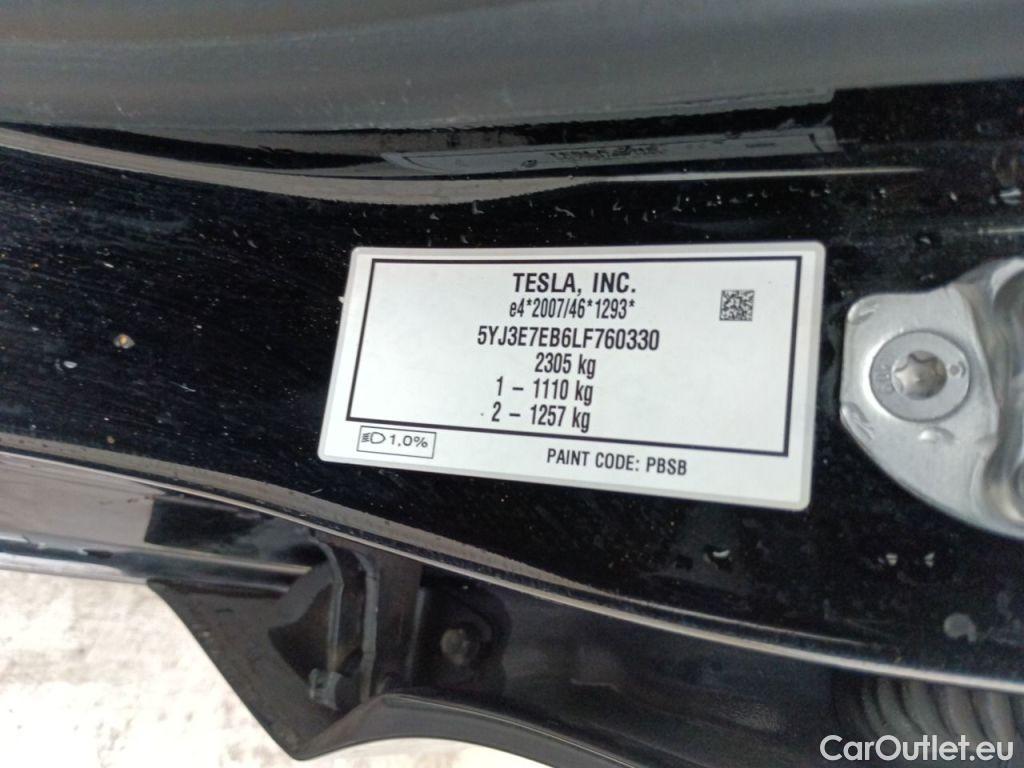 TESLA, INC.
e4*2007/46*1293*
5YJ3E7EB6LF760330
2305 kg
1 - 1110 kg
2 - 1257 kg
1,0%
PAINT CODE: PBSB
CarOutlet.eu